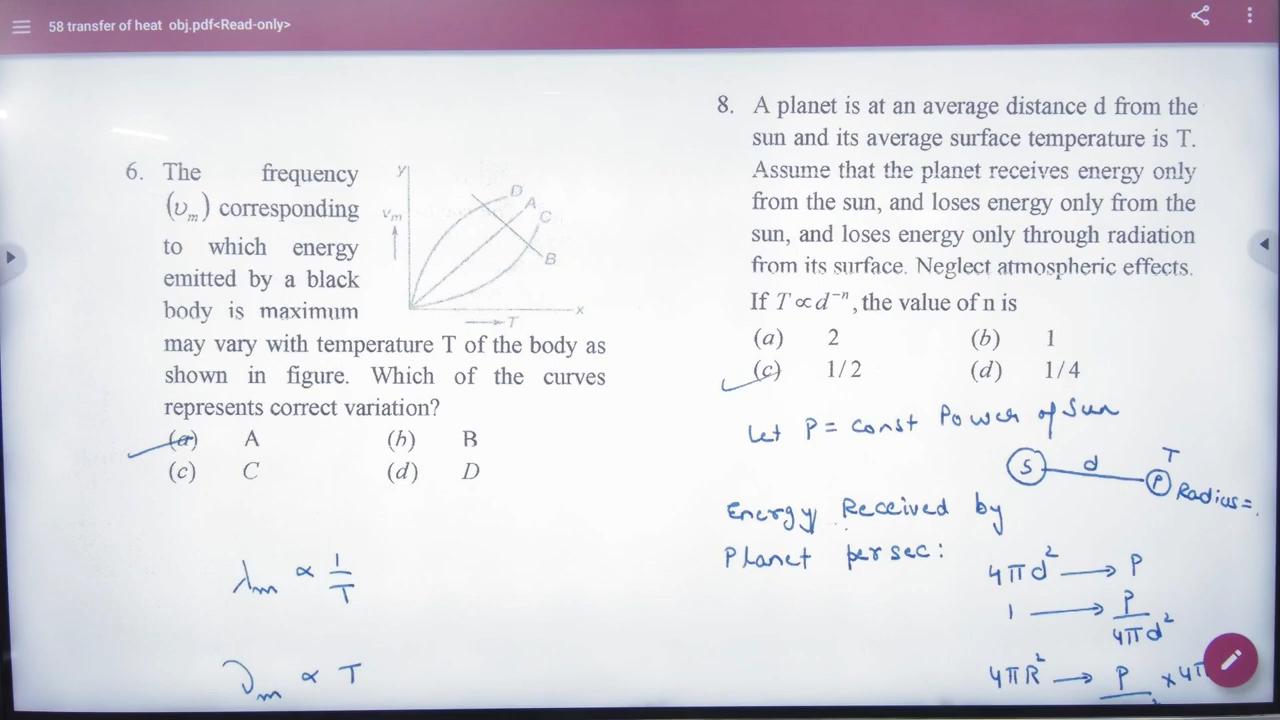 58 transfer of heat obj.pdf<Read-only>
6. The frequency
(υm) corresponding
to which energy
emitted by a black
body is maximum
may vary with temperature T of the body as
shown in figure. Which of the curves
represents correct variation?
y
νm
D
A
C
B
x
T
(a) A (b) B
(c) C (d) D
λm ∝ 1/T
νm ∝ T
8. A planet is at an average distance d from the
sun and its average surface temperature is T.
Assume that the planet receives energy only
from the sun, and loses energy only from the
sun, and loses energy only through radiation
from its surface. Neglect atmospheric effects.
If T ∝ d⁻ⁿ, the value of n is
(a) 2 (b) 1
(c) 1/2 (d) 1/4
Let P = const Power of Sun
S d P T
Radius =
Energy Received by
Planet per sec:
4πd² → P
1 → P/4πd²
4πR² → P × 4π